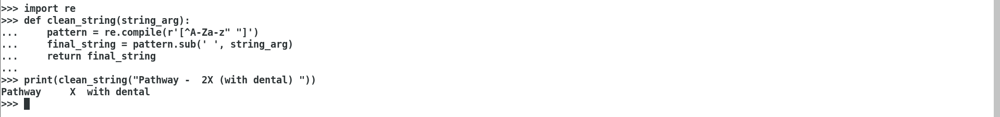 >>> import re
>>> def clean_string(string_arg):
...     pattern = re.compile(r'[^A-Za-z" "]')
...     final_string = pattern.sub(' ', string_arg)
...     return final_string
...
>>> print(clean_string("Pathway -  2X (with dental) "))
Pathway     X  with dental
>>>